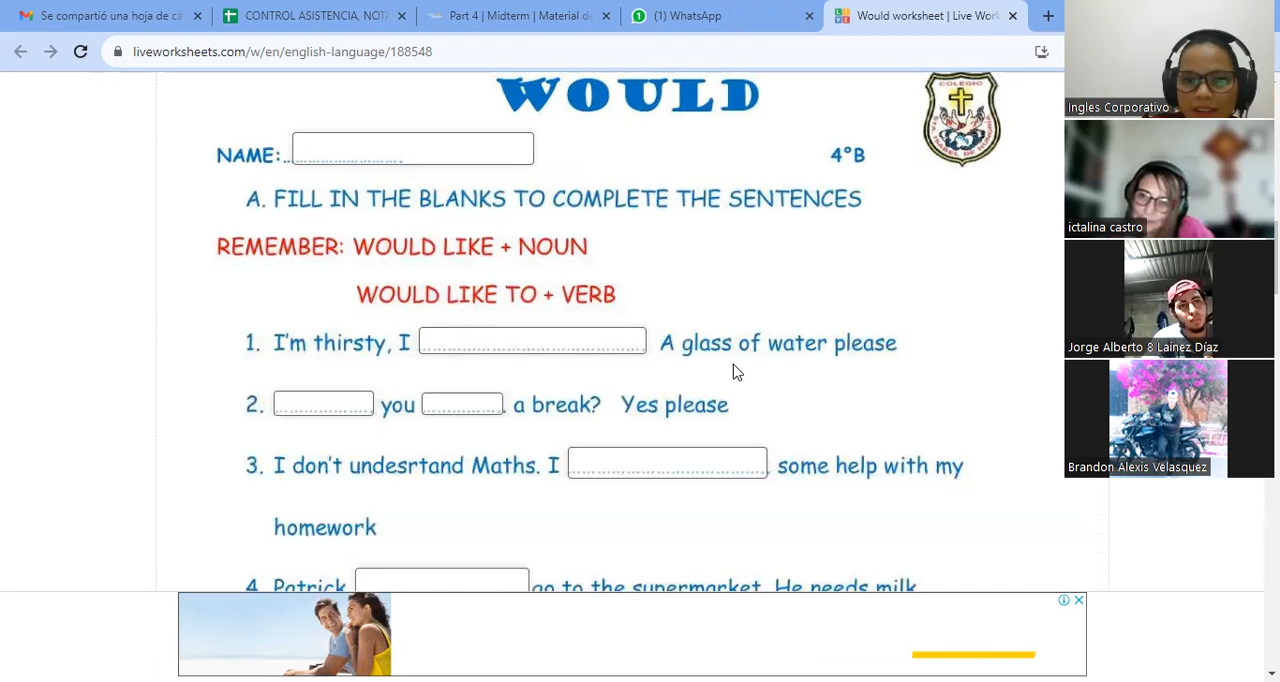 Se compartió una hoja de cá
CONTROL ASISTENCIA, NOTA
Part 4 | Midterm | Material de
(1) WhatsApp
Would worksheet | Live Work
liveworksheets.com/w/en/english-language/188548
WOULD
COLEGIO
NAME:
4°B
A. FILL IN THE BLANKS TO COMPLETE THE SENTENCES
REMEMBER: WOULD LIKE + NOUN
WOULD LIKE TO + VERB
1. I'm thirsty, I A glass of water please
2. you a break? Yes please
3. I don't undesrtand Maths. I some help with my
homework
4. Patrick go to the supermarket. He needs milk
Ingles Corporativo
ictalina castro
Jorge Alberto 8 Lainez Díaz
Brandon Alexis Velasquez